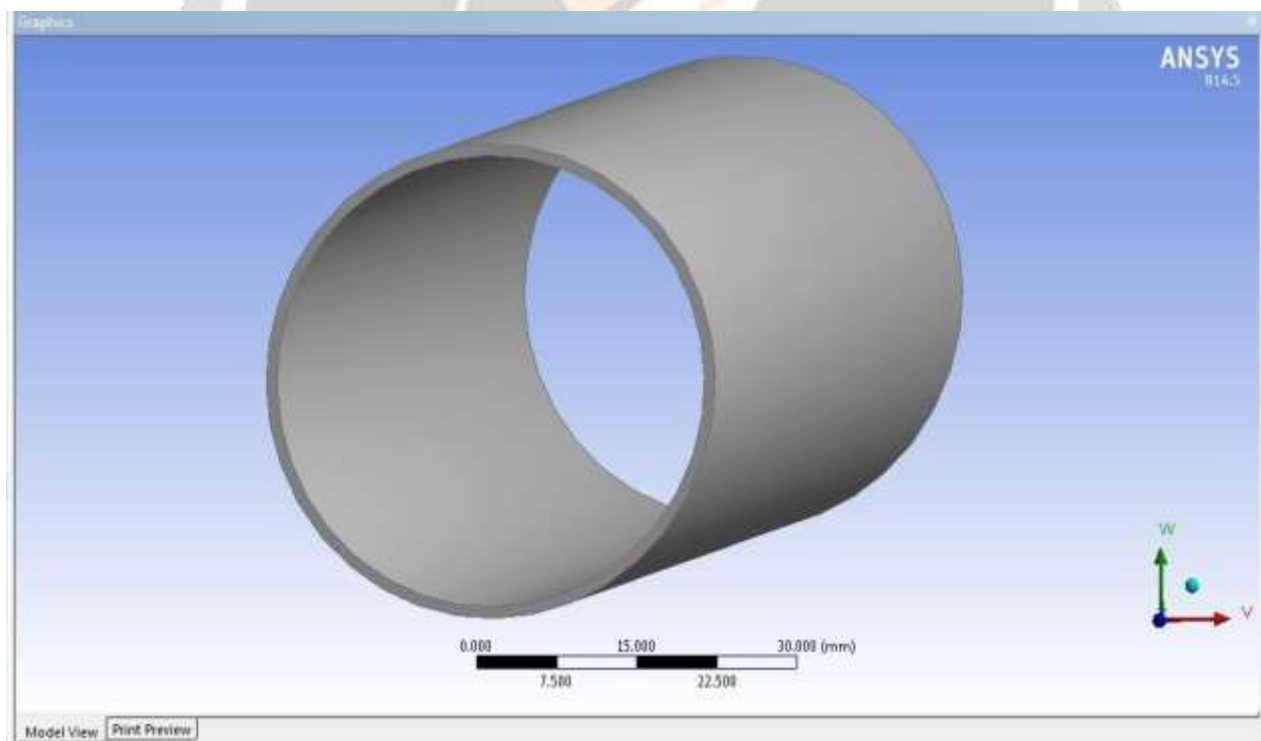 Graphics
ANSYS
R14.5
W
V
0.000 15.000 30.000 (mm)
7.500 22.500
Model View Print Preview